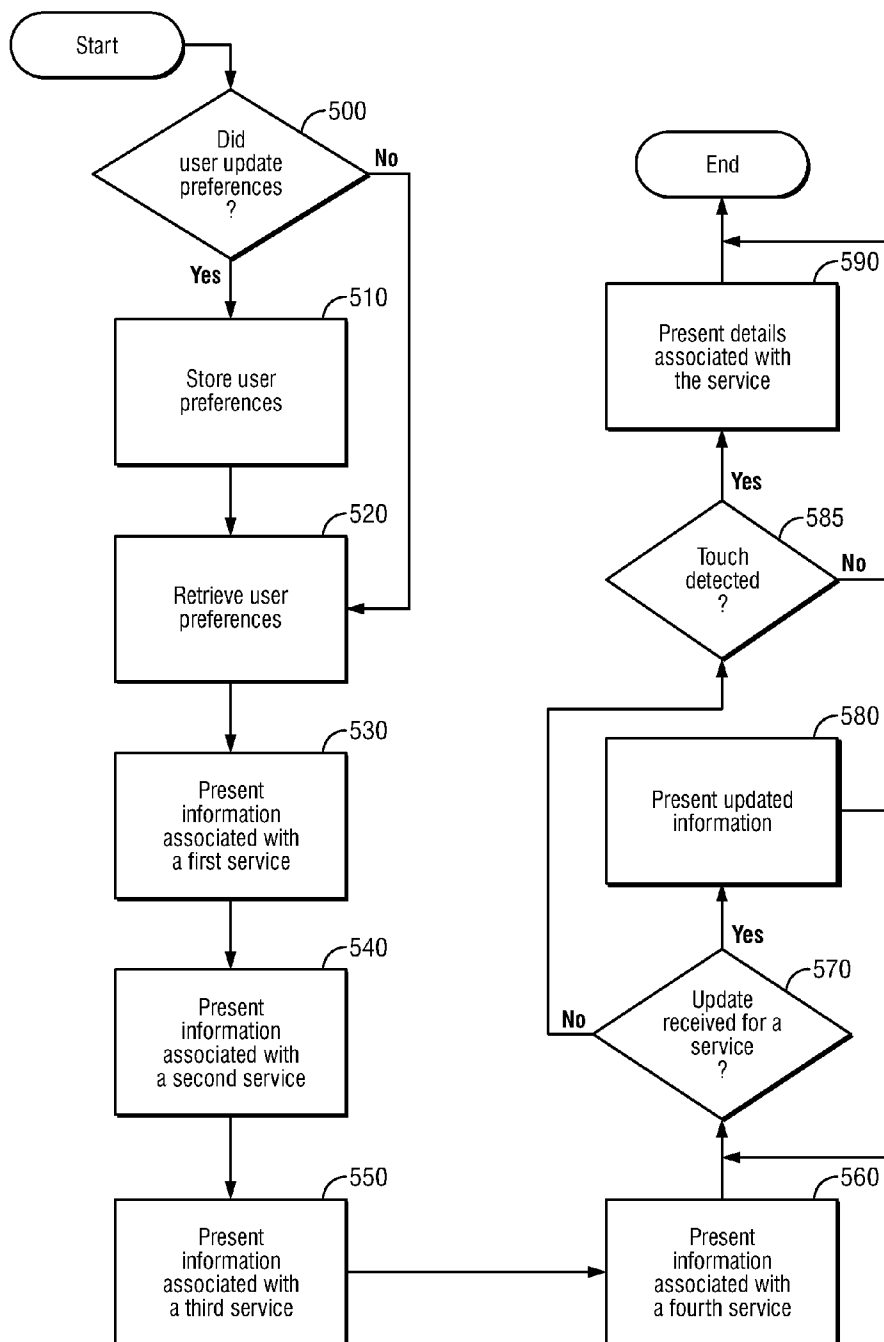 Start
500
Did
user update
preferences
?
No
Yes
510
Store user
preferences
520
Retrieve user
preferences
530
Present
information
associated with
a first service
540
Present
information
associated with
a second service
550
Present
information
associated with
a third service
End
590
Present details
associated with
the service
Yes
585
Touch
detected
?
No
580
Present updated
information
Yes
570
Update
received for a
service
?
No
560
Present
information
associated with
a fourth service